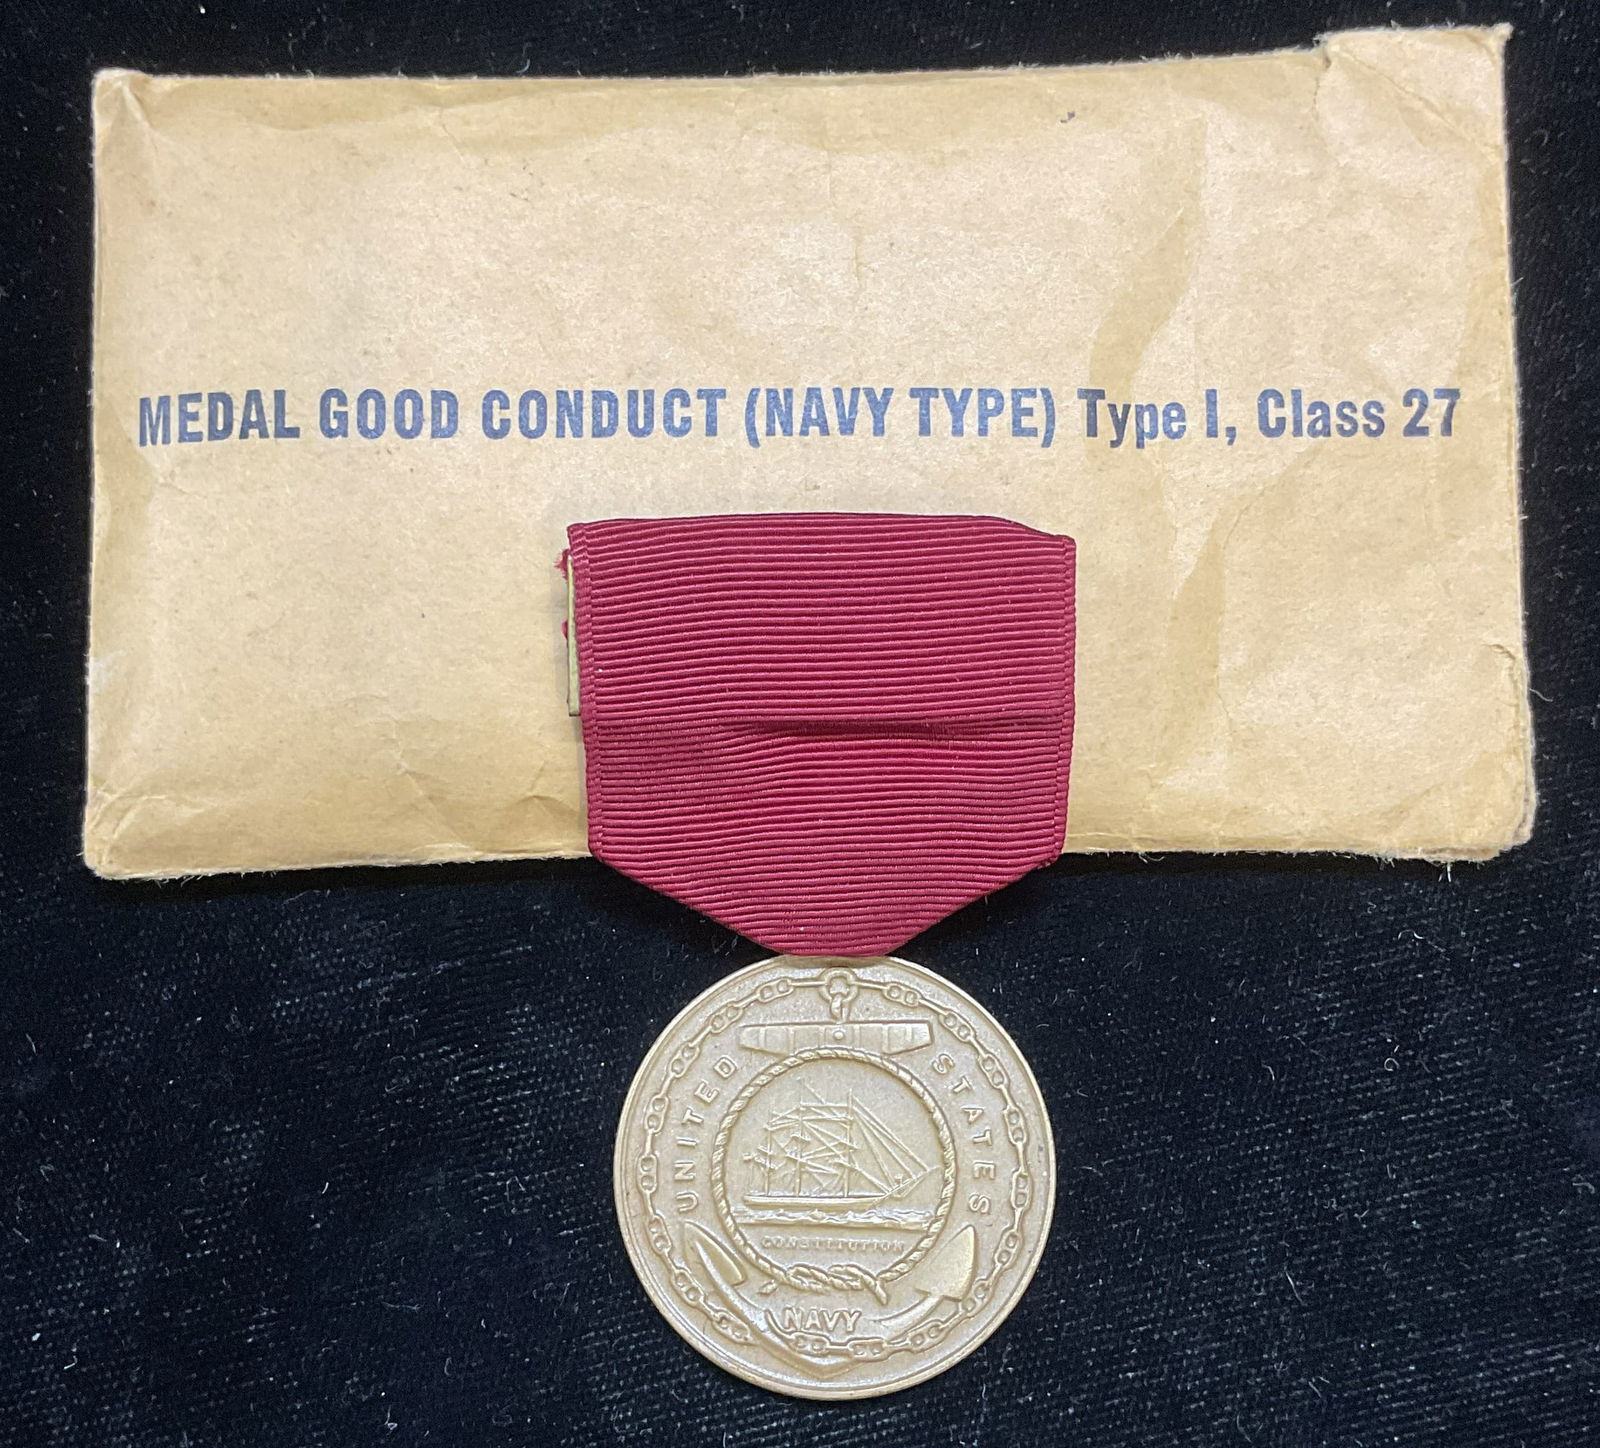 MEDAL GOOD CONDUCT (NAVY TYPE) Type I, Class 27
UNITED STATES
CONSTITUTION
NAVY